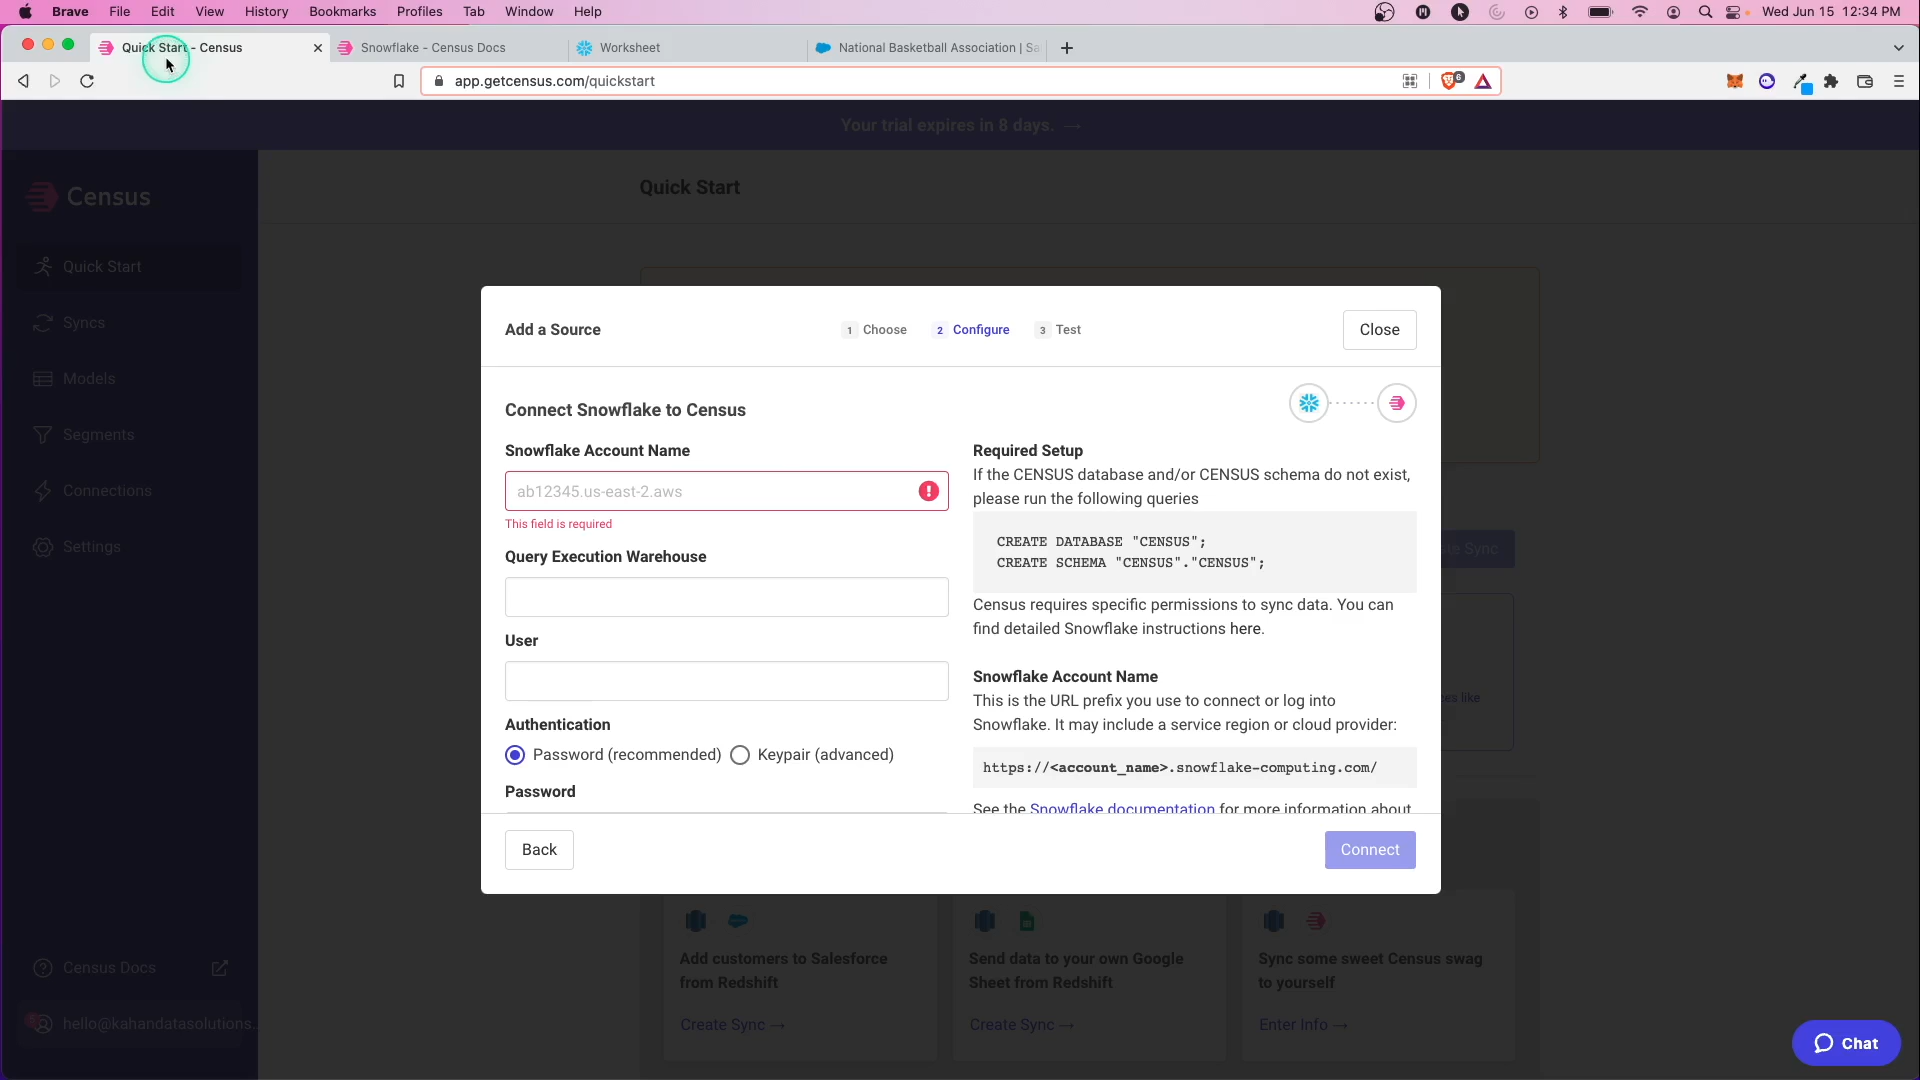 Brave File Edit View History Bookmarks Profiles Tab Window Help Wed Jun 15 12:34 PM
Quick Start - Census
Snowflake - Census Docs
Worksheet
National Basketball Association | Sa
app.getcensus.com/quickstart
6
Your trial expires in 8 days. →
Census
Quick Start
Quick Start
Syncs
Models
Segments
Connections
Settings
Census Docs
hello@kahandatasolutions...
Add a Source
1 Choose
2 Configure
3 Test
Close
Connect Snowflake to Census
Snowflake Account Name
ab12345.us-east-2.aws
This field is required
Query Execution Warehouse
User
Authentication
Password (recommended)
Keypair (advanced)
Password
Required Setup
If the CENSUS database and/or CENSUS schema do not exist,
please run the following queries
CREATE DATABASE "CENSUS";
CREATE SCHEMA "CENSUS"."CENSUS";
Census requires specific permissions to sync data. You can
find detailed Snowflake instructions here.
Snowflake Account Name
This is the URL prefix you use to connect or log into
Snowflake. It may include a service region or cloud provider:
https://<account_name>.snowflake-computing.com/
See the Snowflake documentation for more information about
Back
Connect
Sync
like
Add customers to Salesforce
from Redshift
Create Sync →
Send data to your own Google
Sheet from Redshift
Create Sync →
Sync some sweet Census swag
to yourself
Enter Info →
Chat